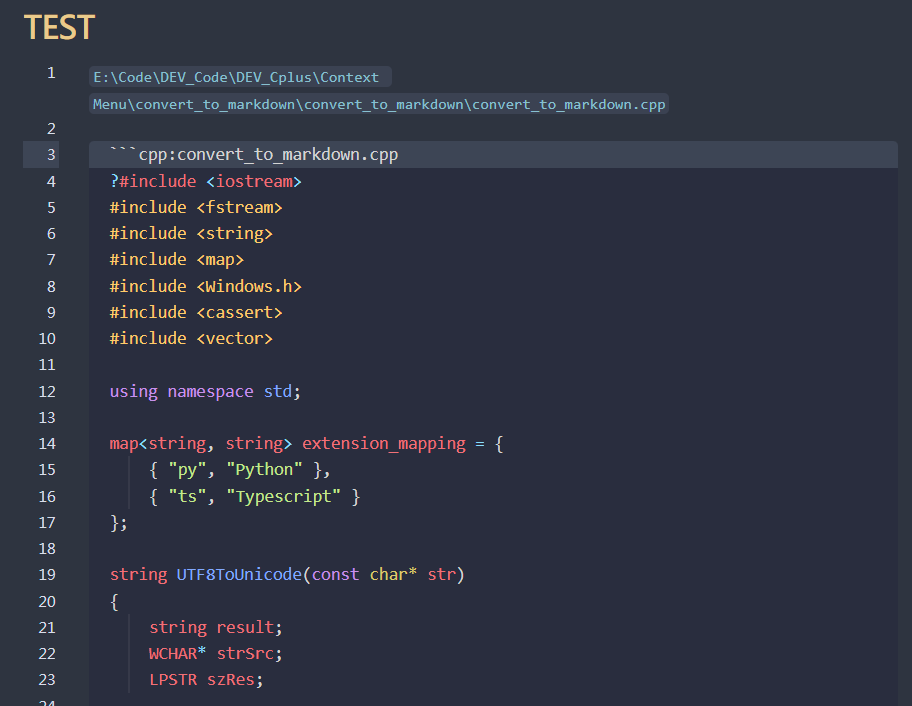 TEST
1 E:\Code\DEV_Code\DEV_Cplus\Context
Menu\convert_to_markdown\convert_to_markdown\convert_to_markdown.cpp
2
3 ```cpp:convert_to_markdown.cpp
4 ?#include <iostream>
5 #include <fstream>
6 #include <string>
7 #include <map>
8 #include <Windows.h>
9 #include <cassert>
10 #include <vector>
11
12 using namespace std;
13
14 map<string, string> extension_mapping = {
15 { "py", "Python" },
16 { "ts", "Typescript" }
17 };
18
19 string UTF8ToUnicode(const char* str)
20 {
21 string result;
22 WCHAR* strSrc;
23 LPSTR szRes;
24